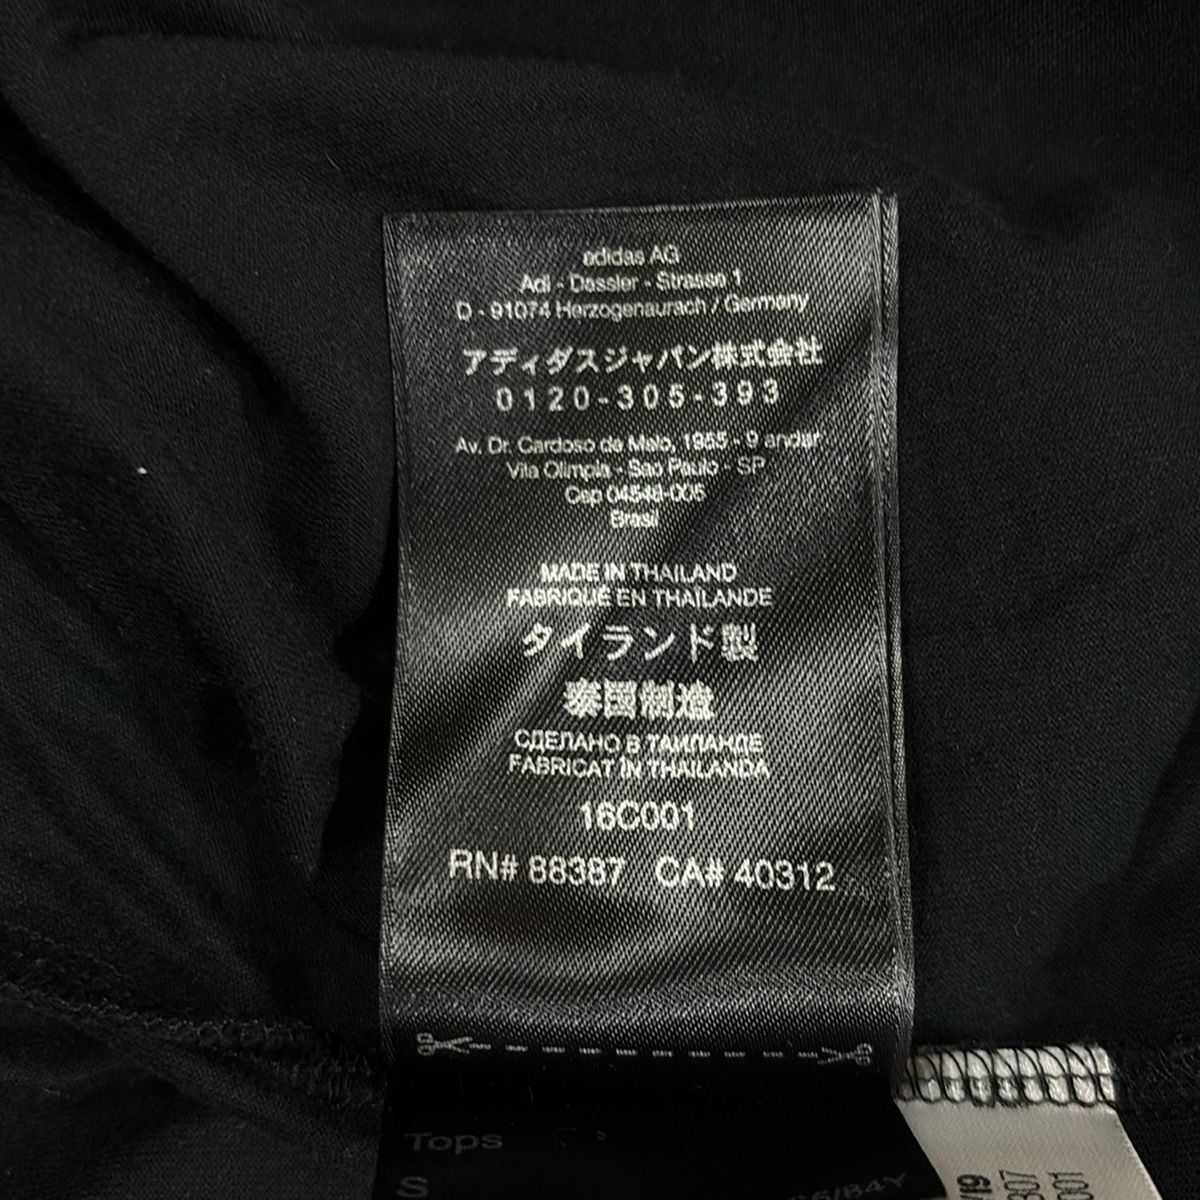 adidas AG
Adi - Dassler - Strasse 1
D - 91074 Herzogenaurach / Germany
アディダスジャパン株式会社
0120-305-393
Av. Dr. Cardoso de Melo, 1855 - 9 andar
Vila Olimpia - Sao Paulo - SP
Cep 04548-005
Brasil
MADE IN THAILAND
FABRIQUÉ EN THAÏLANDE
タイランド製
泰国制造
СДЕЛАНО В ТАИЛАНДЕ
FABRICAT ÎN THAILANDA
16C001
RN# 88387 CA# 40312
Tops
S